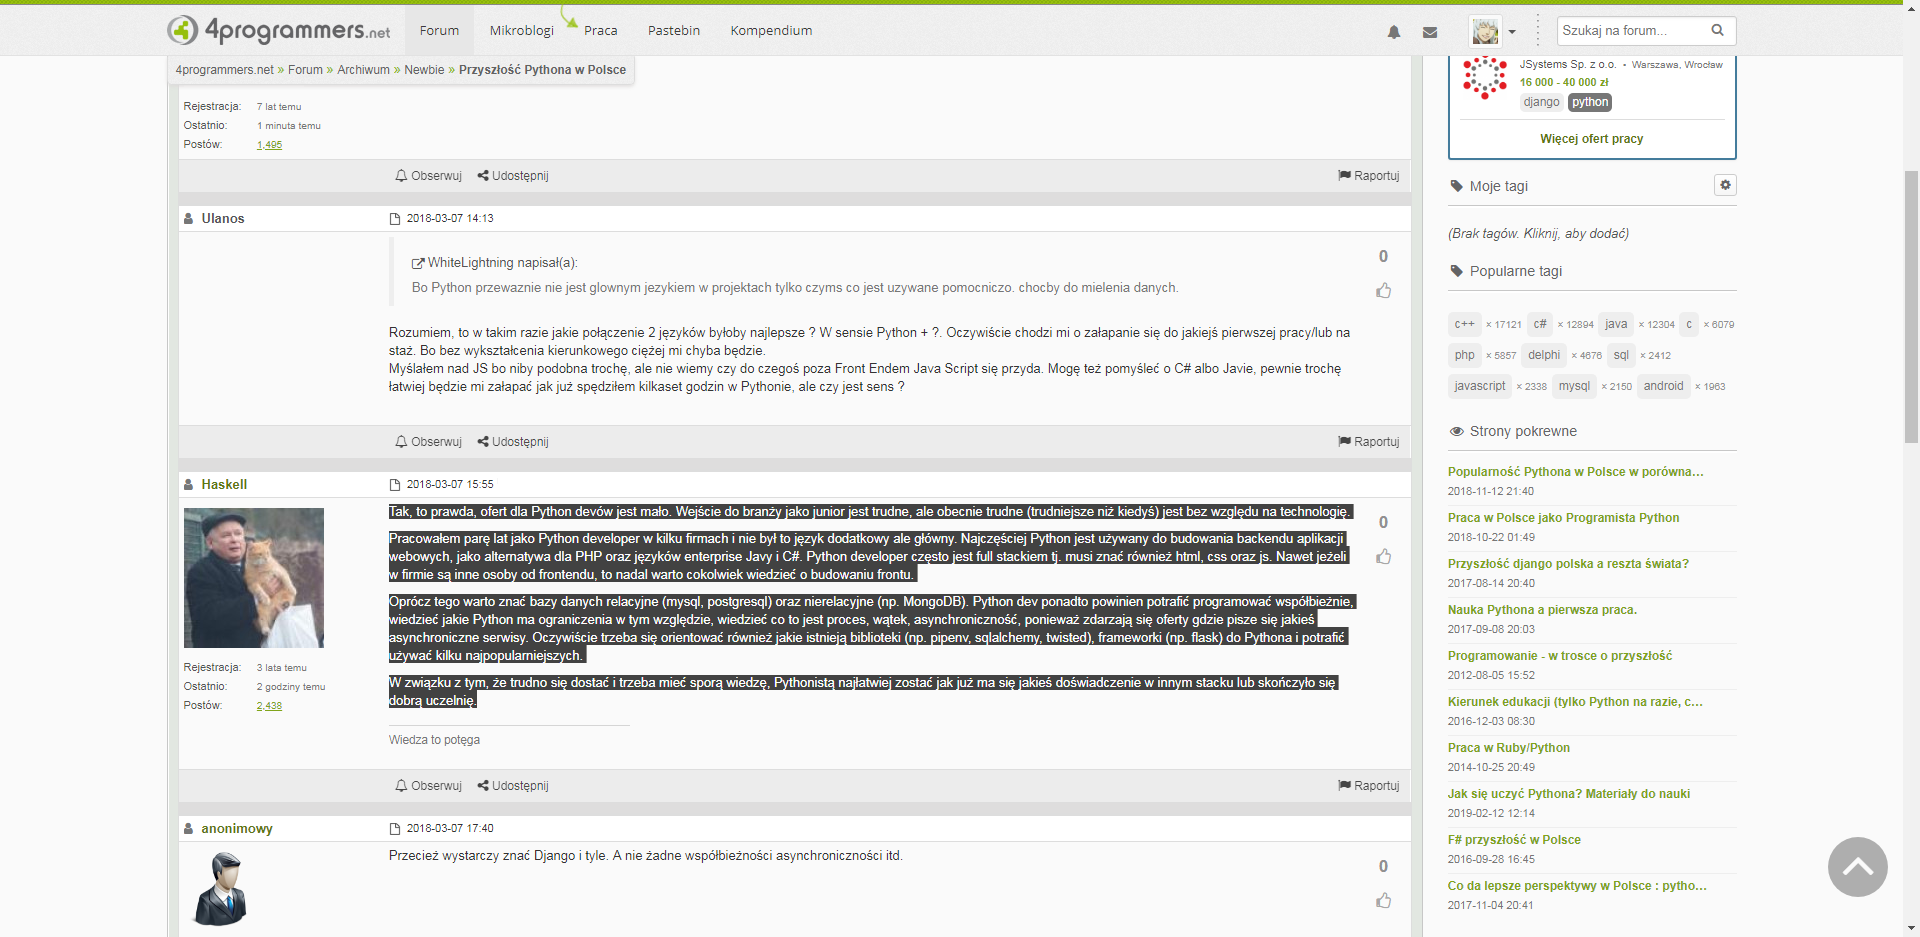 4programmers.net
Forum
Mikroblogi
Praca
Pastebin
Kompendium
Szukaj na forum...
4programmers.net » Forum » Archiwum » Newbie » Przyszłość Pythona w Polsce
Rejestracja: 7 lat temu
Ostatnio: 1 minuta temu
Postów: 1,495
Obserwuj Udostępnij Raportuj
Ulanos 2018-03-07 14:13
0
WhiteLightning napisał(a):
Bo Python przewaznie nie jest glownym jezykiem w projektach tylko czyms co jest uzywane pomocniczo. chocby do mielenia danych.
Rozumiem, to w takim razie jakie połączenie 2 języków byłoby najlepsze ? W sensie Python + ?. Oczywiście chodzi mi o załapanie się do jakiejś pierwszej pracy/lub na
staż. Bo bez wykształcenia kierunkowego ciężej mi chyba będzie.
Myślałem nad JS bo niby podobna trochę, ale nie wiemy czy do czegoś poza Front Endem Java Script się przyda. Mogę też pomyśleć o C# albo Javie, pewnie trochę
łatwiej będzie mi załapać jak już spędziłem kilkaset godzin w Pythonie, ale czy jest sens ?
Obserwuj Udostępnij Raportuj
Haskell 2018-03-07 15:55
0
Tak, to prawda, ofert dla Python devów jest mało. Wejście do branży jako junior jest trudne, ale obecnie trudne (trudniejsze niż kiedyś) jest bez względu na technologię.
Pracowałem parę lat jako Python developer w kilku firmach i nie był to język dodatkowy ale główny. Najczęściej Python jest używany do budowania backendu aplikacji
webowych, jako alternatywa dla PHP oraz języków enterprise Javy i C#. Python developer często jest full stackiem tj. musi znać również html, css oraz js. Nawet jeżeli
w firmie są inne osoby od frontendu, to nadal warto cokolwiek wiedzieć o budowaniu frontu.
Oprócz tego warto znać bazy danych relacyjne (mysql, postgresql) oraz nierelacyjne (np. MongoDB). Python dev ponadto powinien potrafić programować współbieżnie,
wiedzieć jakie Python ma ograniczenia w tym względzie, wiedzieć co to jest proces, wątek, asynchroniczność, ponieważ zdarzają się oferty gdzie pisze się jakieś
asynchroniczne serwisy. Oczywiście trzeba się orientować również jakie istnieją biblioteki (np. pipenv, sqlalchemy, twisted), frameworki (np. flask) do Pythona i potrafić
używać kilku najpopularniejszych.
W związku z tym, że trudno się dostać i trzeba mieć sporą wiedzę, Pythonistą najłatwiej zostać jak już ma się jakieś doświadczenie w innym stacku lub skończyło się
dobrą uczelnię.
Wiedza to potęga
Rejestracja: 3 lata temu
Ostatnio: 2 godziny temu
Postów: 2,438
Obserwuj Udostępnij Raportuj
anonimowy 2018-03-07 17:40
0
Przecież wystarczy znać Django i tyle. A nie żadne współbieżności asynchroniczności itd.
JSystems Sp. z o.o. • Warszawa, Wrocław
16 000 - 40 000 zł
django python
Więcej ofert pracy
Moje tagi
(Brak tagów. Kliknij, aby dodać)
Popularne tagi
c++ × 17121 c# × 12894 java × 12304 c × 6079
php × 5857 delphi × 4676 sql × 2412
javascript × 2338 mysql × 2150 android × 1963
Strony pokrewne
Popularność Pythona w Polsce w porówna…
2018-11-12 21:40
Praca w Polsce jako Programista Python
2018-10-22 01:49
Przyszłość django polska a reszta świata?
2017-08-14 20:40
Nauka Pythona a pierwsza praca.
2017-09-08 20:03
Programowanie - w trosce o przyszłość
2012-08-05 15:52
Kierunek edukacji (tylko Python na razie, c…
2016-12-03 08:30
Praca w Ruby/Python
2014-10-25 20:49
Jak się uczyć Pythona? Materiały do nauki
2019-02-12 12:14
F# przyszłość w Polsce
2016-09-28 16:45
Co da lepsze perspektywy w Polsce : pytho…
2017-11-04 20:41